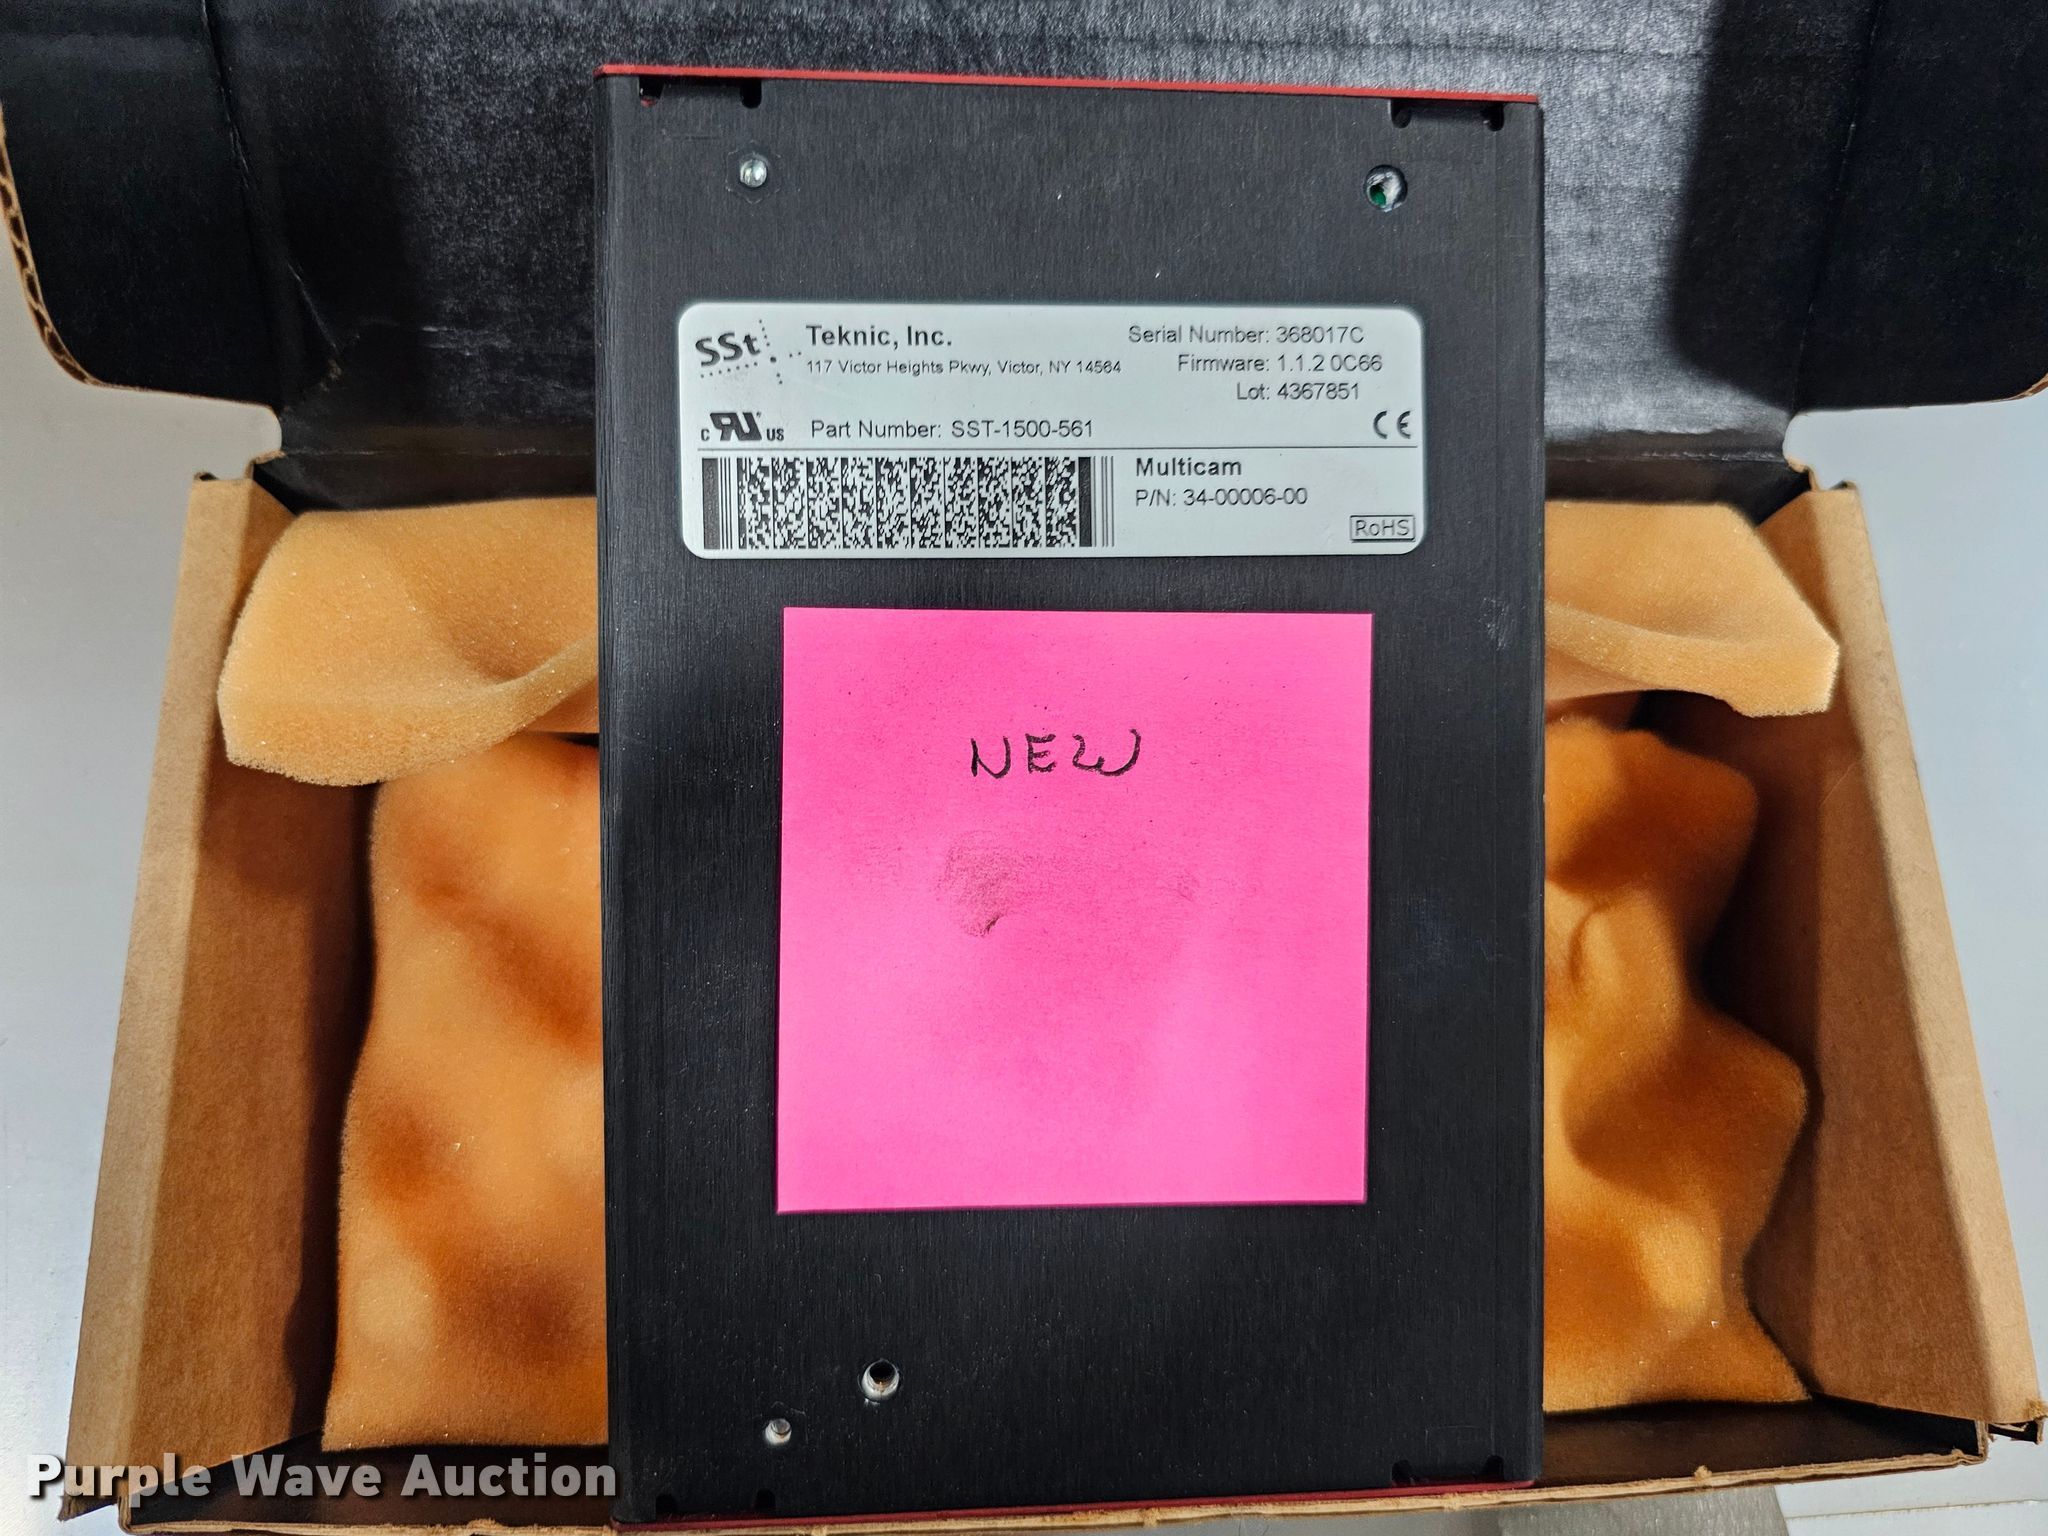 SSt
Teknic, Inc.
117 Victor Heights Pkwy, Victor, NY 14564
Serial Number: 368017C
Firmware: 1.1.2 0C66
Lot: 4367851
c RU US
Part Number: SST-1500-561
CE
Multicam
P/N: 34-00006-00
RoHS
NEW
Purple Wave Auction